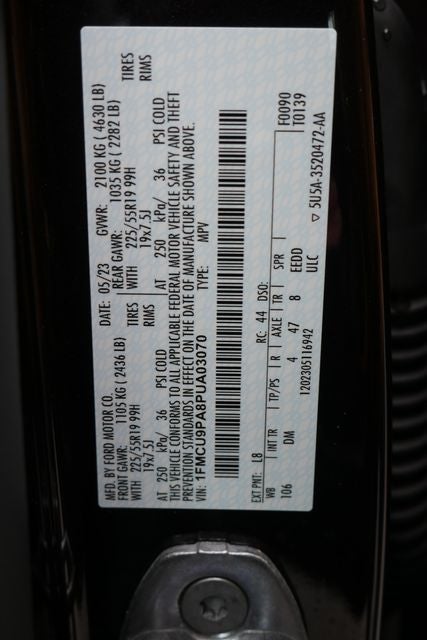 MFD. BY FORD MOTOR CO. DATE: 05/23 GVWR: 2100 KG (4630 LB)
FRONT GAWR: 1105 KG (2436 LB) REAR GAWR: 1035 KG (2282 LB)
WITH 225/55R19 99H TIRES WITH 225/55R19 99H TIRES
19x7.5J RIMS 19x7.5J RIMS
AT 250 kPa/ 36 PSI COLD AT 250 kPa/ 36 PSI COLD
THIS VEHICLE CONFORMS TO ALL APPLICABLE FEDERAL MOTOR VEHICLE SAFETY AND THEFT
PREVENTION STANDARDS IN EFFECT ON THE DATE OF MANUFACTURE SHOWN ABOVE.
VIN: 1FMCU9PA8PUA03070 TYPE: MPV
F0090
T0139
EXT PNT: L8 RC: 44 DSO:
WB INT TR TP/PS R AXLE TR SPR
106 DM 4 47 8 EEDD
ULC
1202305116942
▽ 5U5A-3520472-AA